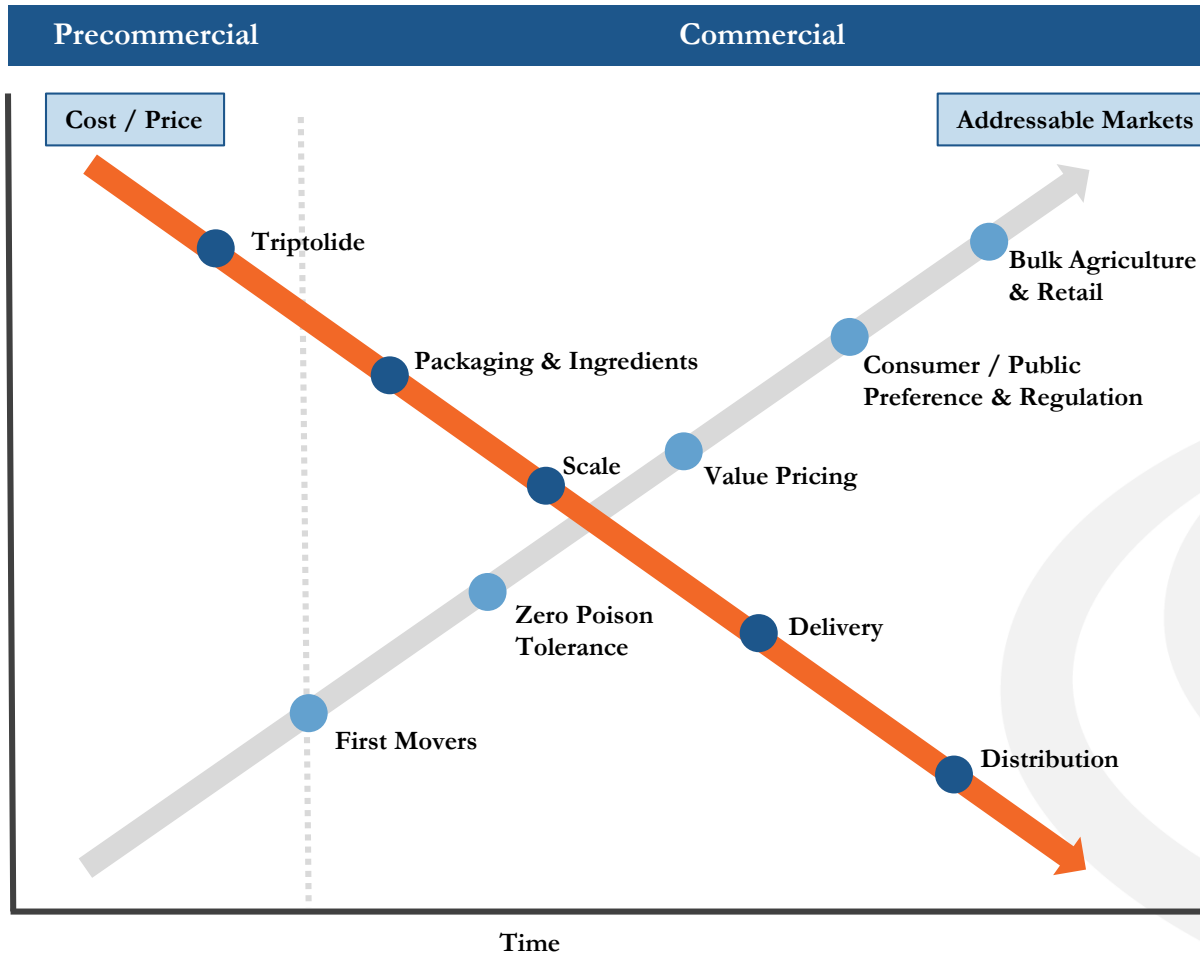 Precommercial
Commercial
Cost / Price
Addressable Markets
Triptolide
Bulk Agriculture
& Retail
Packaging & Ingredients
Consumer / Public
Preference & Regulation
Scale
Value Pricing
Zero Poison
Tolerance
Delivery
First Movers
Distribution
Time